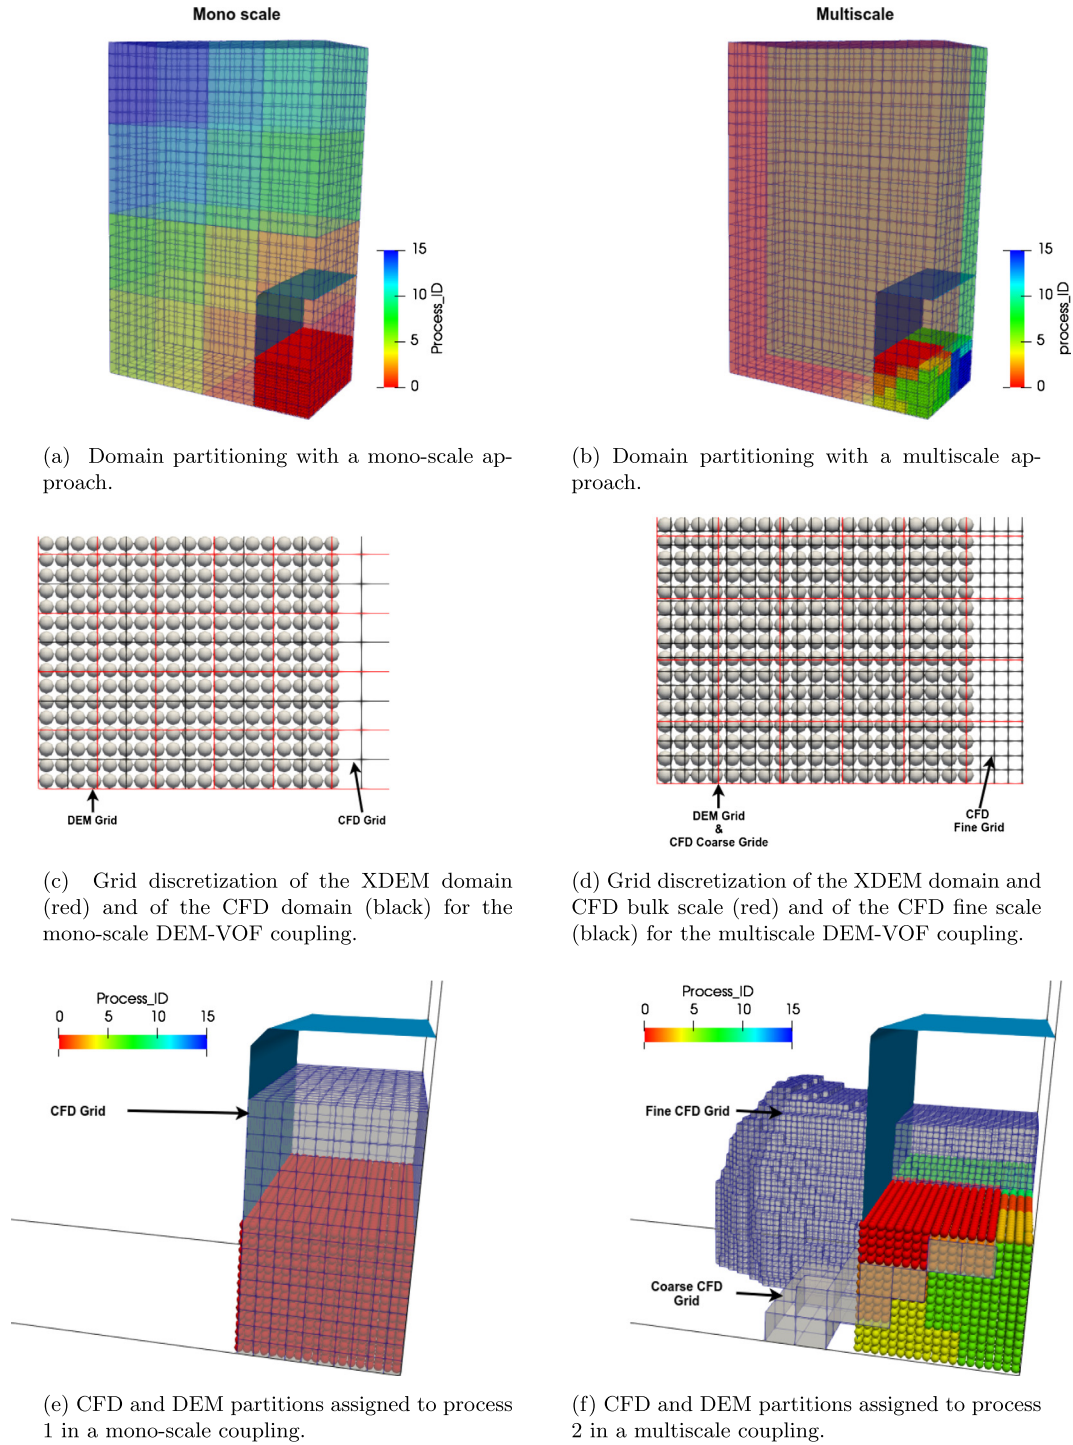 Mono scale
Multiscale
15
10
5
0
Process_ID
15
10
5
0
process_ID
(a) Domain partitioning with a mono-scale ap-
proach.
(b) Domain partitioning with a multiscale ap-
proach.
DEM Grid
CFD Grid
DEM Grid
&
CFD Coarse Gride
CFD
Fine Grid
(c) Grid discretization of the XDEM domain
(red) and of the CFD domain (black) for the
mono-scale DEM-VOF coupling.
(d) Grid discretization of the XDEM domain and
CFD bulk scale (red) and of the CFD fine scale
(black) for the multiscale DEM-VOF coupling.
Process_ID
0 5 10 15
CFD Grid
Process_ID
0 5 10 15
Fine CFD Grid
Coarse CFD
Grid
(e) CFD and DEM partitions assigned to process
1 in a mono-scale coupling.
(f) CFD and DEM partitions assigned to process
2 in a multiscale coupling.